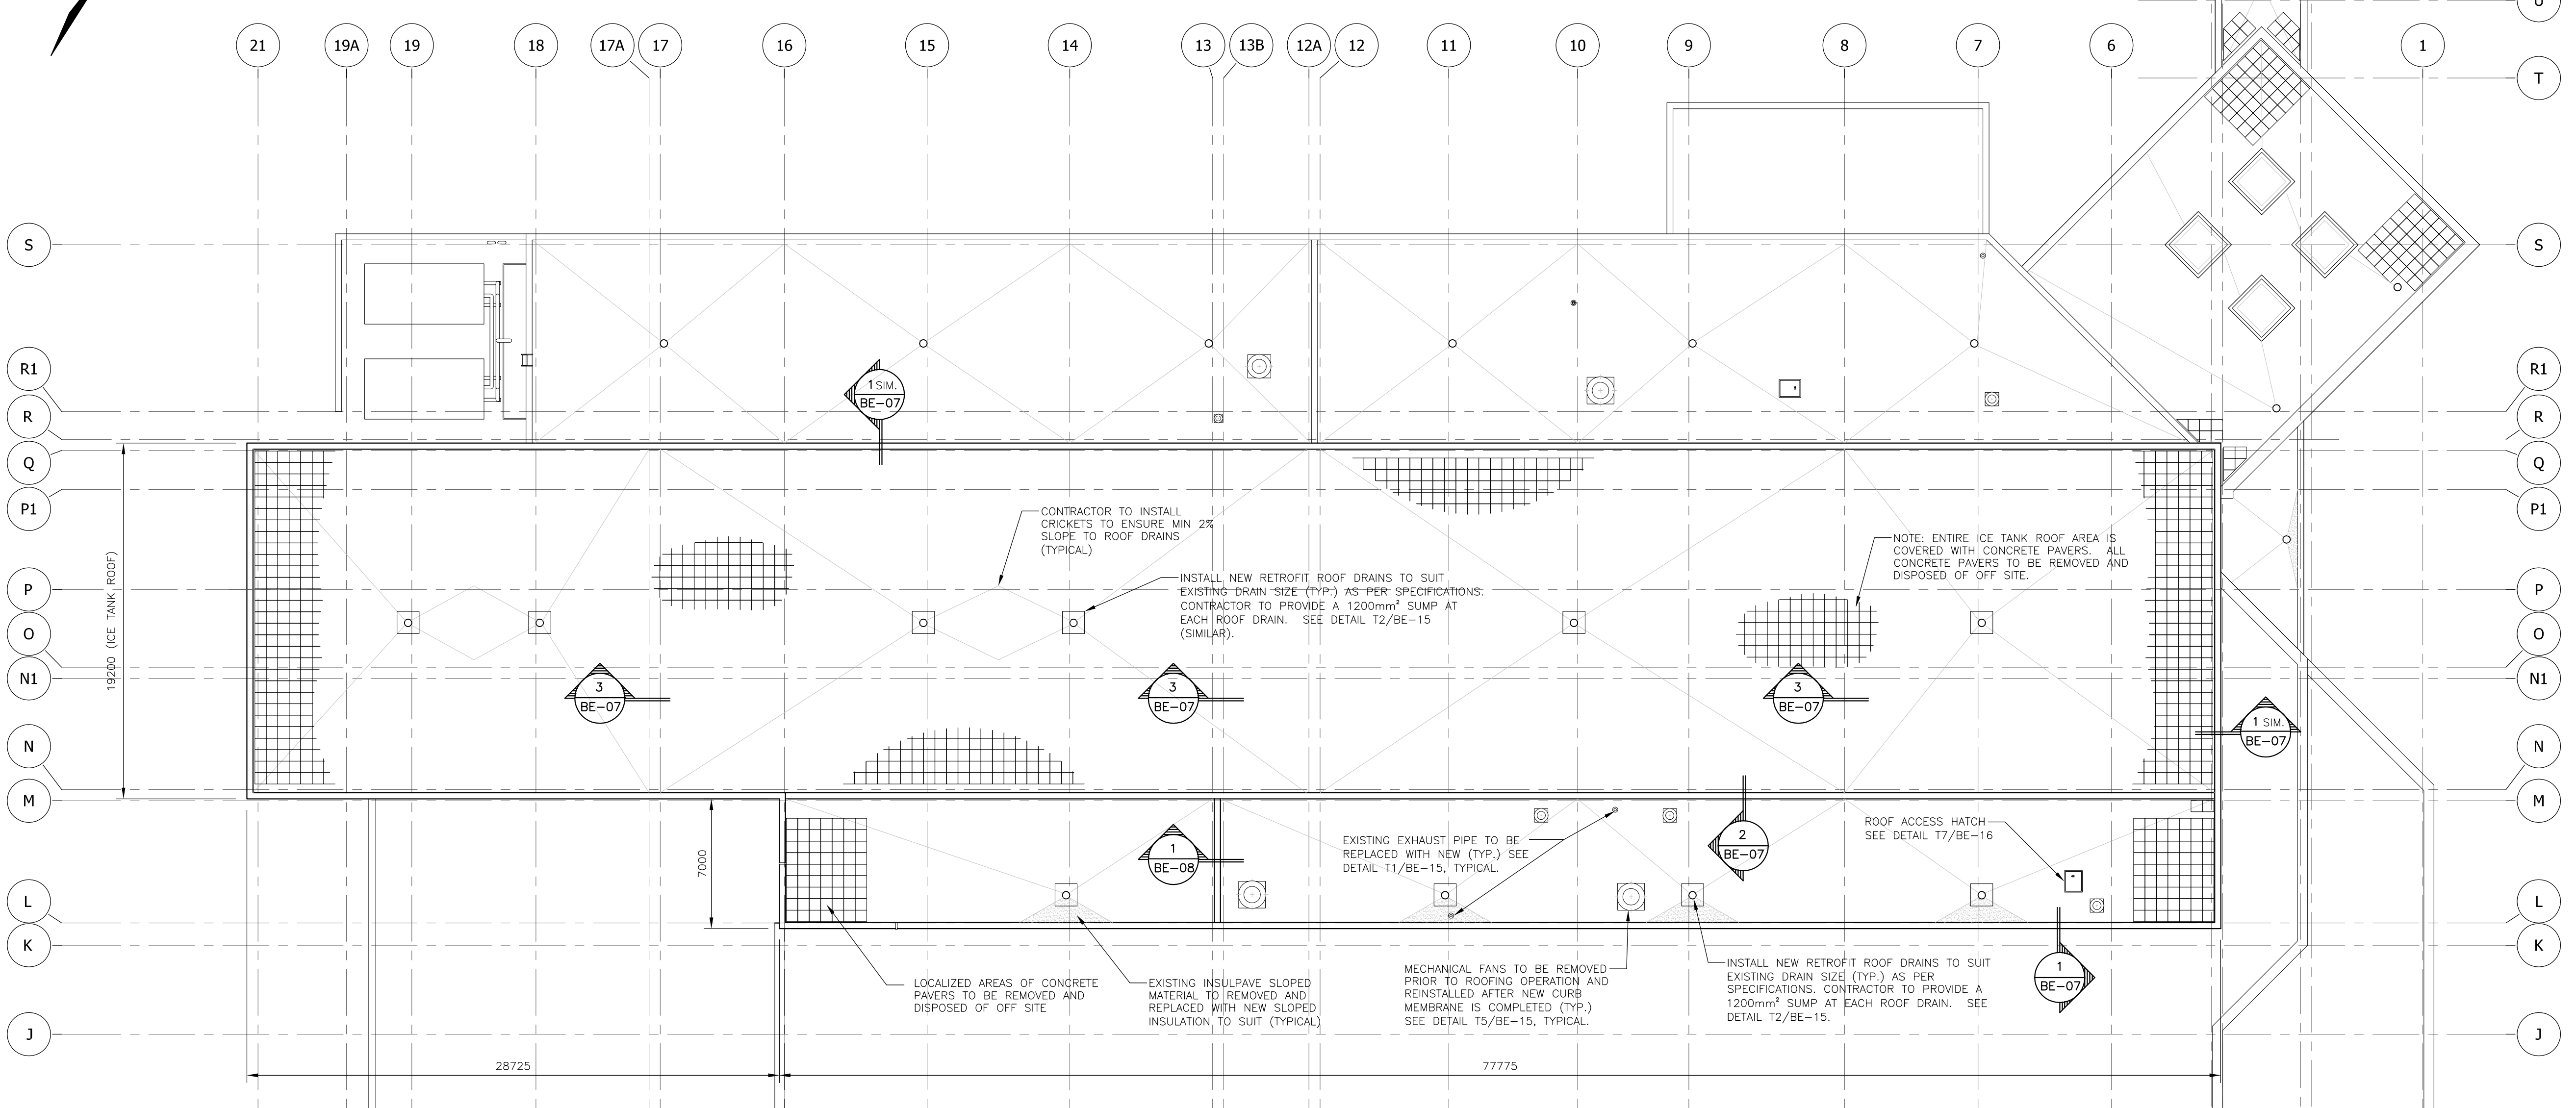 21
19A
19
18
17A
17
16
15
14
13
13B
12A
12
11
10
9
8
7
6
1
T
S
S
R1
R
Q
P1
P
O
N1
N
M
L
K
J
R1
R
Q
P1
P
O
N1
N
M
L
K
J
1 SIM.
BE-07
19200 (ICE TANK ROOF)
CONTRACTOR TO INSTALL
CRICKETS TO ENSURE MIN 2%
SLOPE TO ROOF DRAINS
(TYPICAL)
INSTALL NEW RETROFIT ROOF DRAINS TO SUIT
EXISTING DRAIN SIZE (TYP.) AS PER SPECIFICATIONS.
CONTRACTOR TO PROVIDE A 1200mm² SUMP AT
EACH ROOF DRAIN. SEE DETAIL T2/BE-15
(SIMILAR).
NOTE: ENTIRE ICE TANK ROOF AREA IS
COVERED WITH CONCRETE PAVERS. ALL
CONCRETE PAVERS TO BE REMOVED AND
DISPOSED OF OFF SITE.
3
BE-07
3
BE-07
3
BE-07
1 SIM.
BE-07
7000
1
BE-08
EXISTING EXHAUST PIPE TO BE
REPLACED WITH NEW (TYP.) SEE
DETAIL T1/BE-15, TYPICAL.
2
BE-07
ROOF ACCESS HATCH
SEE DETAIL T7/BE-16
LOCALIZED AREAS OF CONCRETE
PAVERS TO BE REMOVED AND
DISPOSED OF OFF SITE
EXISTING INSULPAVE SLOPED
MATERIAL TO REMOVED AND
REPLACED WITH NEW SLOPED
INSULATION TO SUIT (TYPICAL)
MECHANICAL FANS TO BE REMOVED
PRIOR TO ROOFING OPERATION AND
REINSTALLED AFTER NEW CURB
MEMBRANE IS COMPLETED (TYP.)
SEE DETAIL T5/BE-15, TYPICAL.
INSTALL NEW RETROFIT ROOF DRAINS TO SUIT
EXISTING DRAIN SIZE (TYP.) AS PER
SPECIFICATIONS. CONTRACTOR TO PROVIDE A
1200mm² SUMP AT EACH ROOF DRAIN. SEE
DETAIL T2/BE-15.
1
BE-07
28725
77775